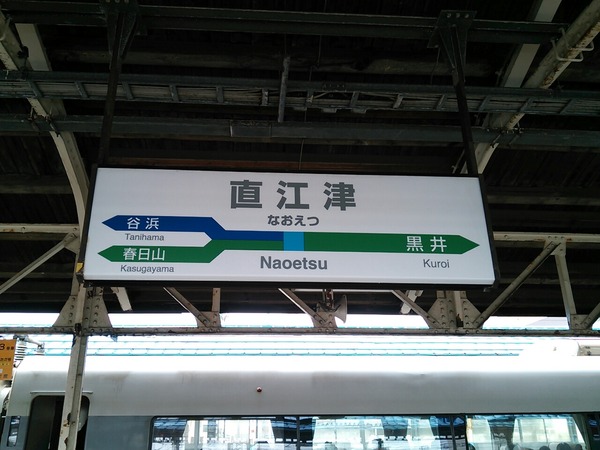 直江津
なおえつ
谷浜
Tanihama
春日山
Kasugayama
黒井
Kuroi
Naoetsu